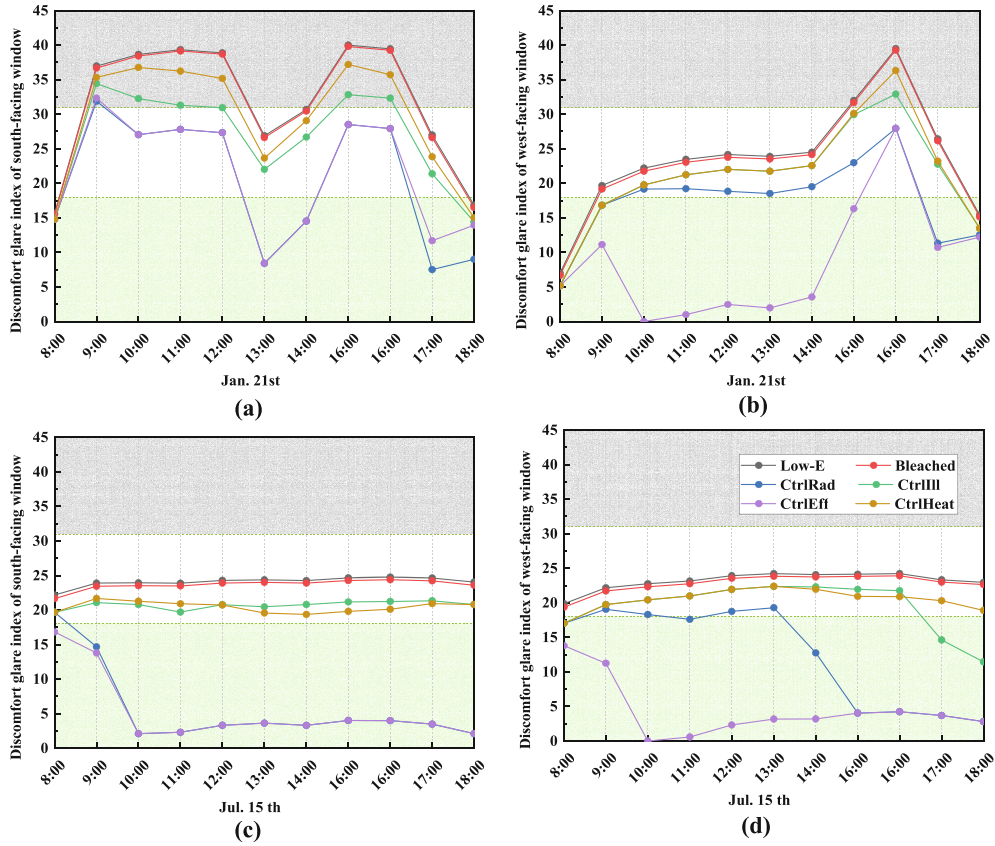 Discomfort glare index of south-facing window
45
40
35
30
25
20
15
10
5
0
8:00 9:00 10:00 11:00 12:00 13:00 14:00 16:00 16:00 17:00 18:00
Jan. 21st
(a)
Discomfort glare index of west-facing window
45
40
35
30
25
20
15
10
5
0
8:00 9:00 10:00 11:00 12:00 13:00 14:00 15:00 16:00 17:00 18:00
Jan. 21st
(b)
Discomfort glare index of south-facing window
45
40
35
30
25
20
15
10
5
0
8:00 9:00 10:00 11:00 12:00 13:00 14:00 16:00 16:00 17:00 18:00
Jul. 15 th
(c)
Discomfort glare index of west-facing window
45
40
35
30
25
20
15
10
5
0
Low-E Bleached
CtrlRad CtrlIll
CtrlEff CtrlHeat
8:00 9:00 10:00 11:00 12:00 13:00 14:00 16:00 16:00 17:00 18:00
Jul. 15 th
(d)